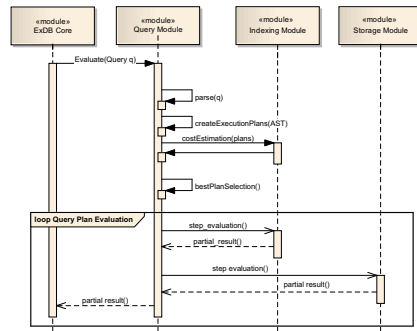 «module»
ExDB Core
«module»
Query Module
«module»
Indexing Module
«module»
Storage Module
Evaluate(Query q)
parse(q)
createExecutionPlans(AST)
costEstimation(plans)
bestPlanSelection()
loop Query Plan Evaluation
step_evaluation()
partial_result()
step evaluation()
partial result()
partial result()